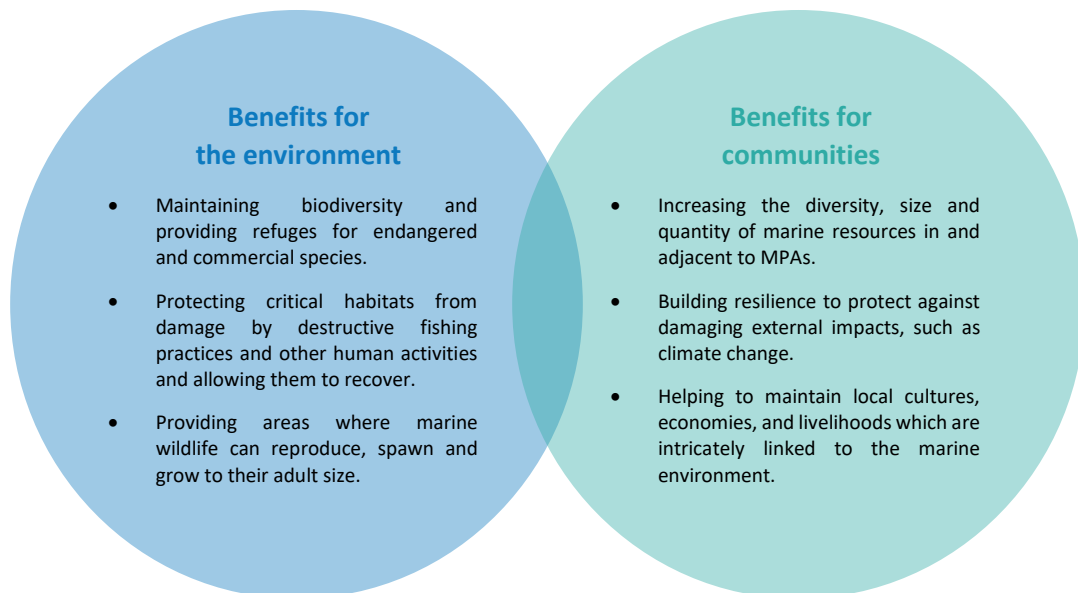 Benefits for
the environment
• Maintaining biodiversity and
providing refuges for endangered
and commercial species.
• Protecting critical habitats from
damage by destructive fishing
practices and other human activities
and allowing them to recover.
• Providing areas where marine
wildlife can reproduce, spawn and
grow to their adult size.
Benefits for
communities
• Increasing the diversity, size and
quantity of marine resources in and
adjacent to MPAs.
• Building resilience to protect against
damaging external impacts, such as
climate change.
• Helping to maintain local cultures,
economies, and livelihoods which are
intricately linked to the marine
environment.